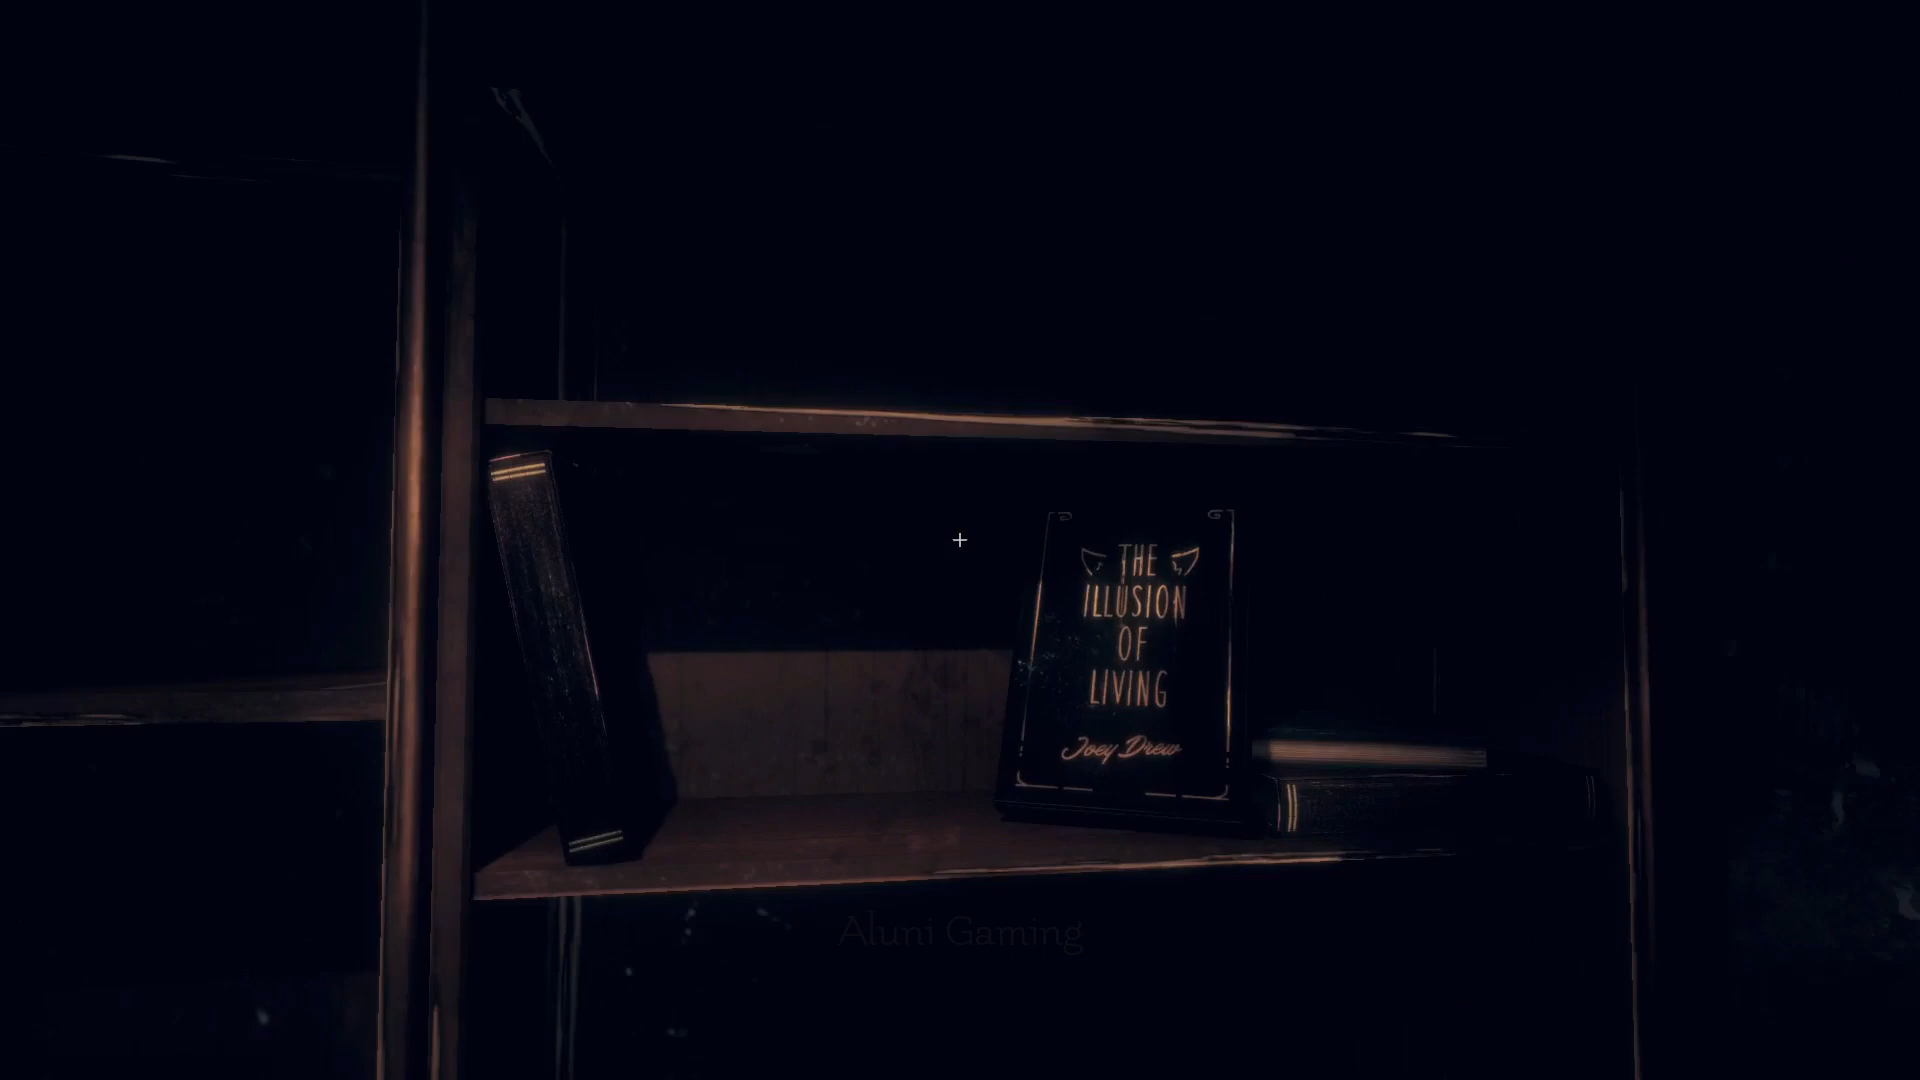 THE
ILLUSION
OF
LIVING
Joey Drew
Aluni Gaming